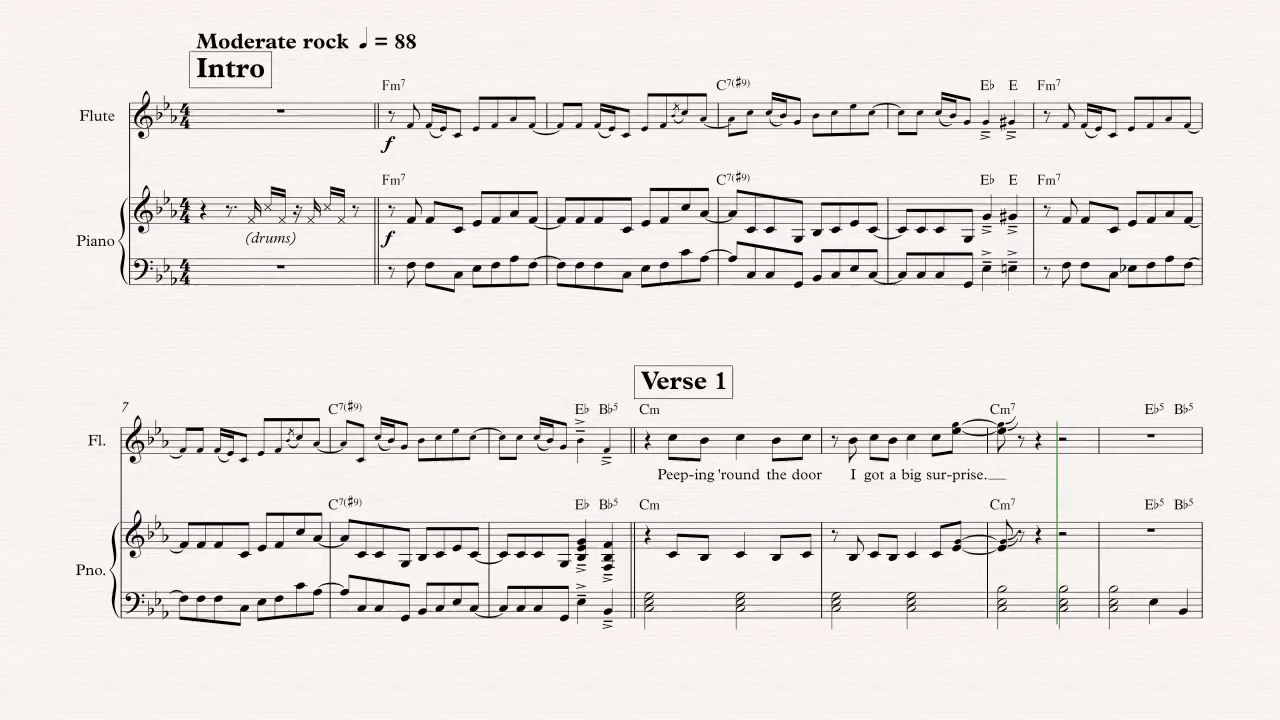 Moderate rock ♩ = 88
Intro
Fm7 C7(♯9) E♭ E Fm7
Flute
f
Fm7 C7(♯9) E♭ E Fm7
(drums) f
Piano
Verse 1
7 C7(♯9) E♭ B♭5 Cm Cm7 E♭5 B♭5
Fl.
Peep-ing 'round the door I got a big sur-prise.
C7(♯9) E♭ B♭5 Cm Cm7 E♭5 B♭5
Pno.